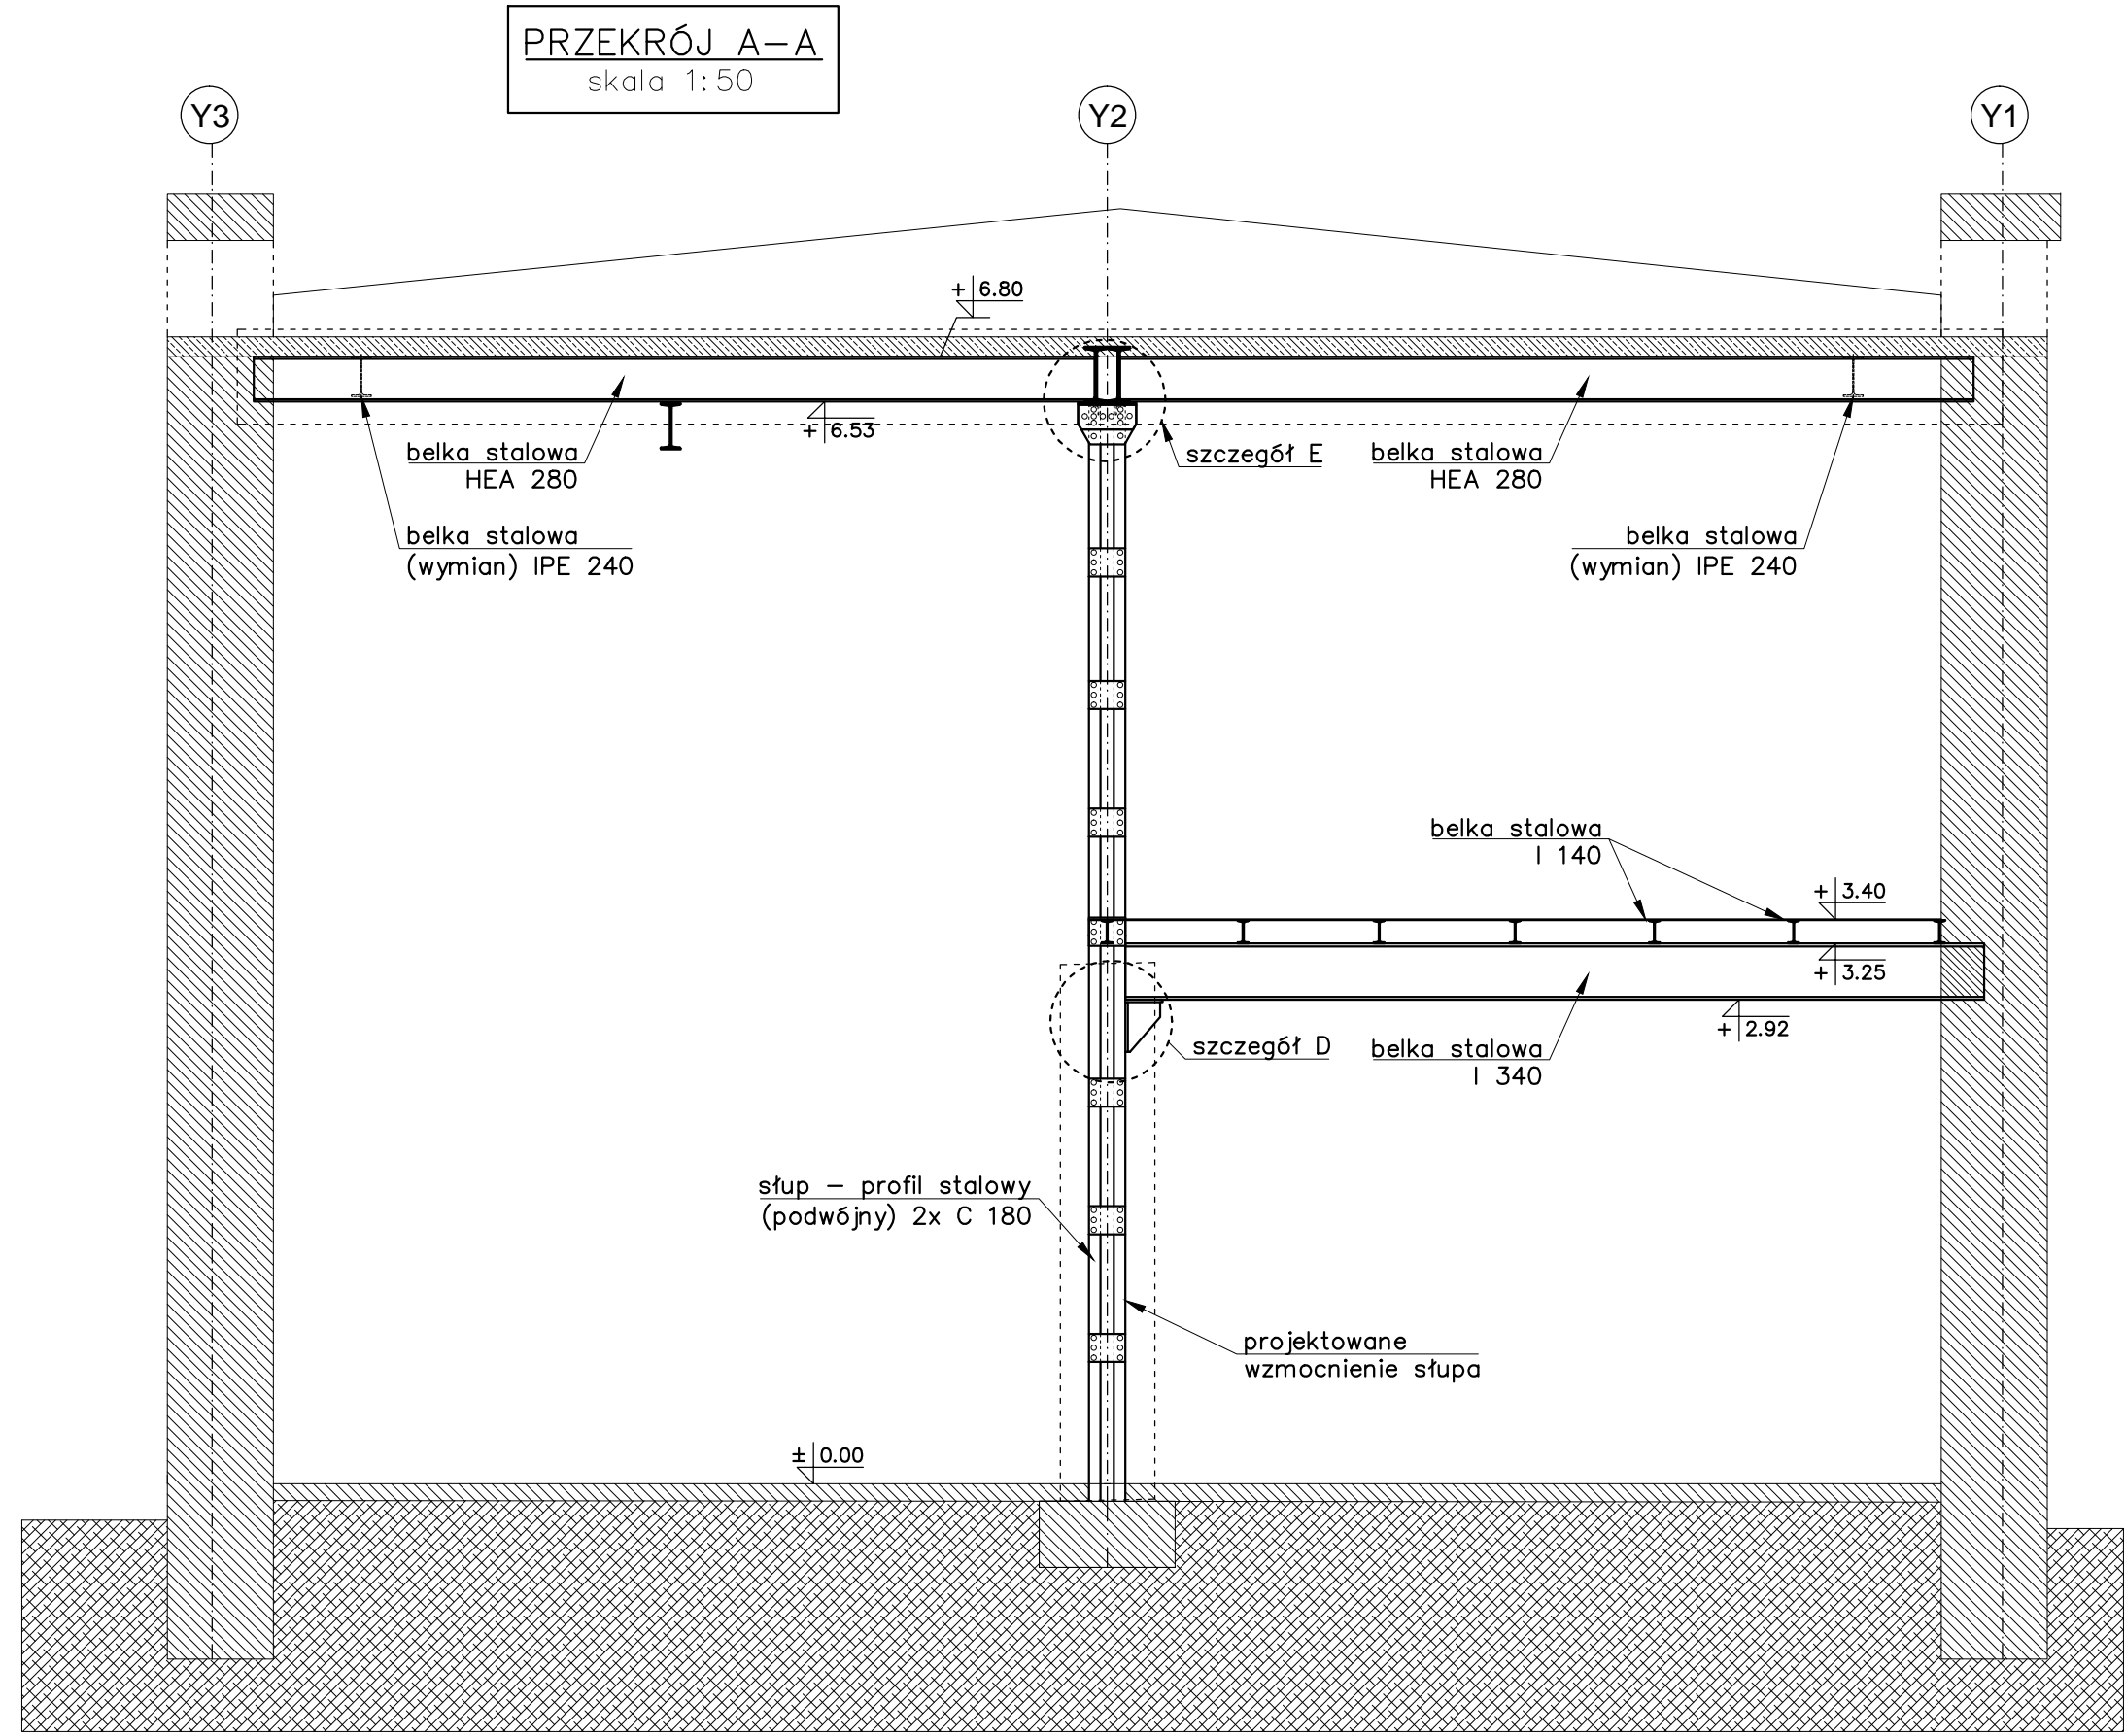 PRZEKRÓJ A-A
skala 1:50
Y3
Y2
Y1
+ 6.80
+ 6.53
belka stalowa
HEA 280
szczegół E
belka stalowa
HEA 280
belka stalowa
(wymian) IPE 240
belka stalowa
(wymian) IPE 240
belka stalowa
I 140
+ 3.40
+ 3.25
+ 2.92
szczegół D
belka stalowa
I 340
słup – profil stalowy
(podwójny) 2x C 180
projektowane
wzmocnienie słupa
± 0.00